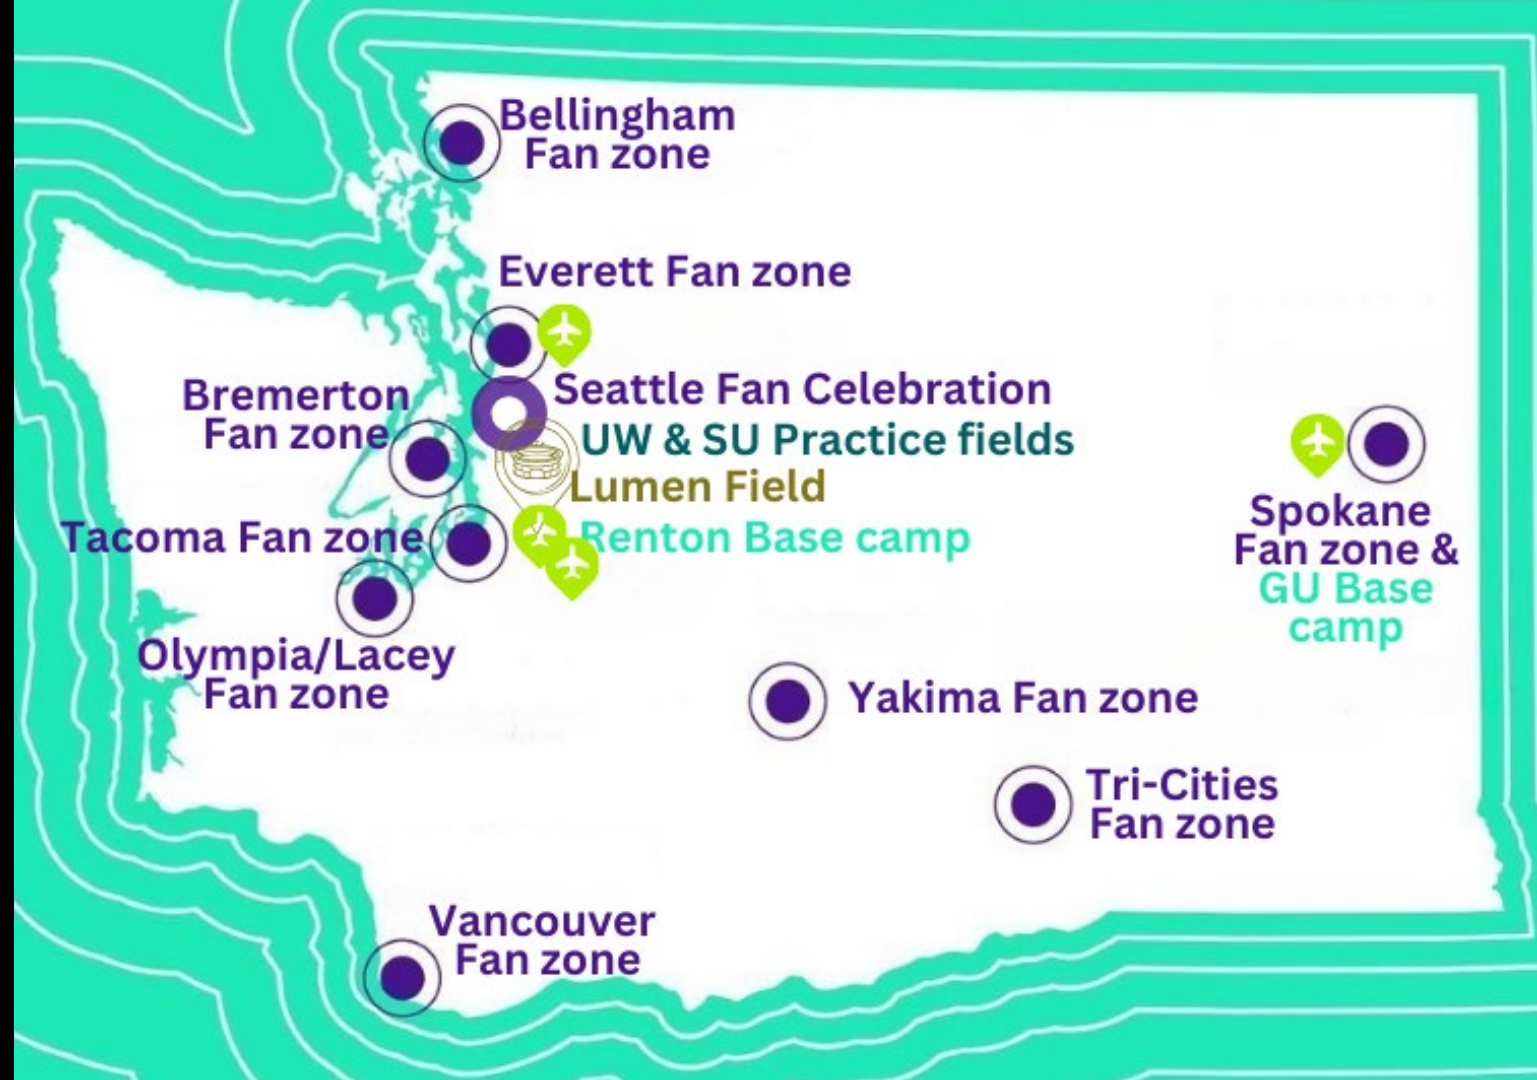 Bellingham
Fan zone
Everett Fan zone
Seattle Fan Celebration
Bremerton
Fan zone
UW & SU Practice fields
Lumen Field
Tacoma Fan zone
Renton Base camp
Spokane
Fan zone &
GU Base
camp
Olympia/Lacey
Fan zone
Yakima Fan zone
Tri-Cities
Fan zone
Vancouver
Fan zone